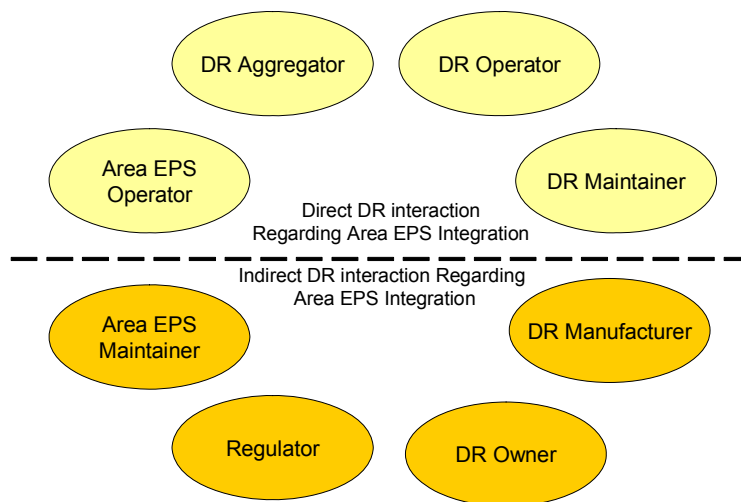 DR Aggregator
DR Operator
Area EPS
Operator
DR Maintainer
Direct DR interaction
Regarding Area EPS Integration
Indirect DR interaction Regarding
Area EPS Integration
Area EPS
Maintainer
DR Manufacturer
Regulator
DR Owner